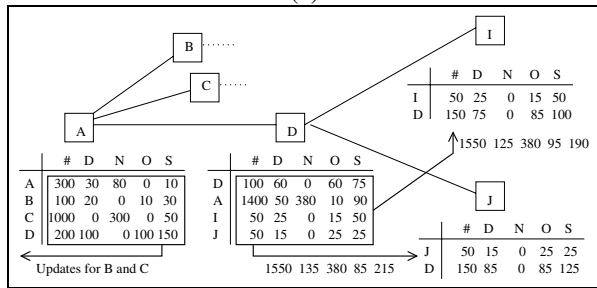 B
C
I
A
D
J
# D N O S
I 50 25 0 15 50
D 150 75 0 85 100
1550 125 380 95 190
# D N O S
A 300 30 80 0 10
B 100 20 0 10 30
C 1000 0 300 0 50
D 200 100 0 100 150
Updates for B and C
# D N O S
D 100 60 0 60 75
A 1400 50 380 10 90
I 50 25 0 15 50
J 50 15 0 25 25
1550 135 380 85 215
# D N O S
J 50 15 0 25 25
D 150 85 0 85 125